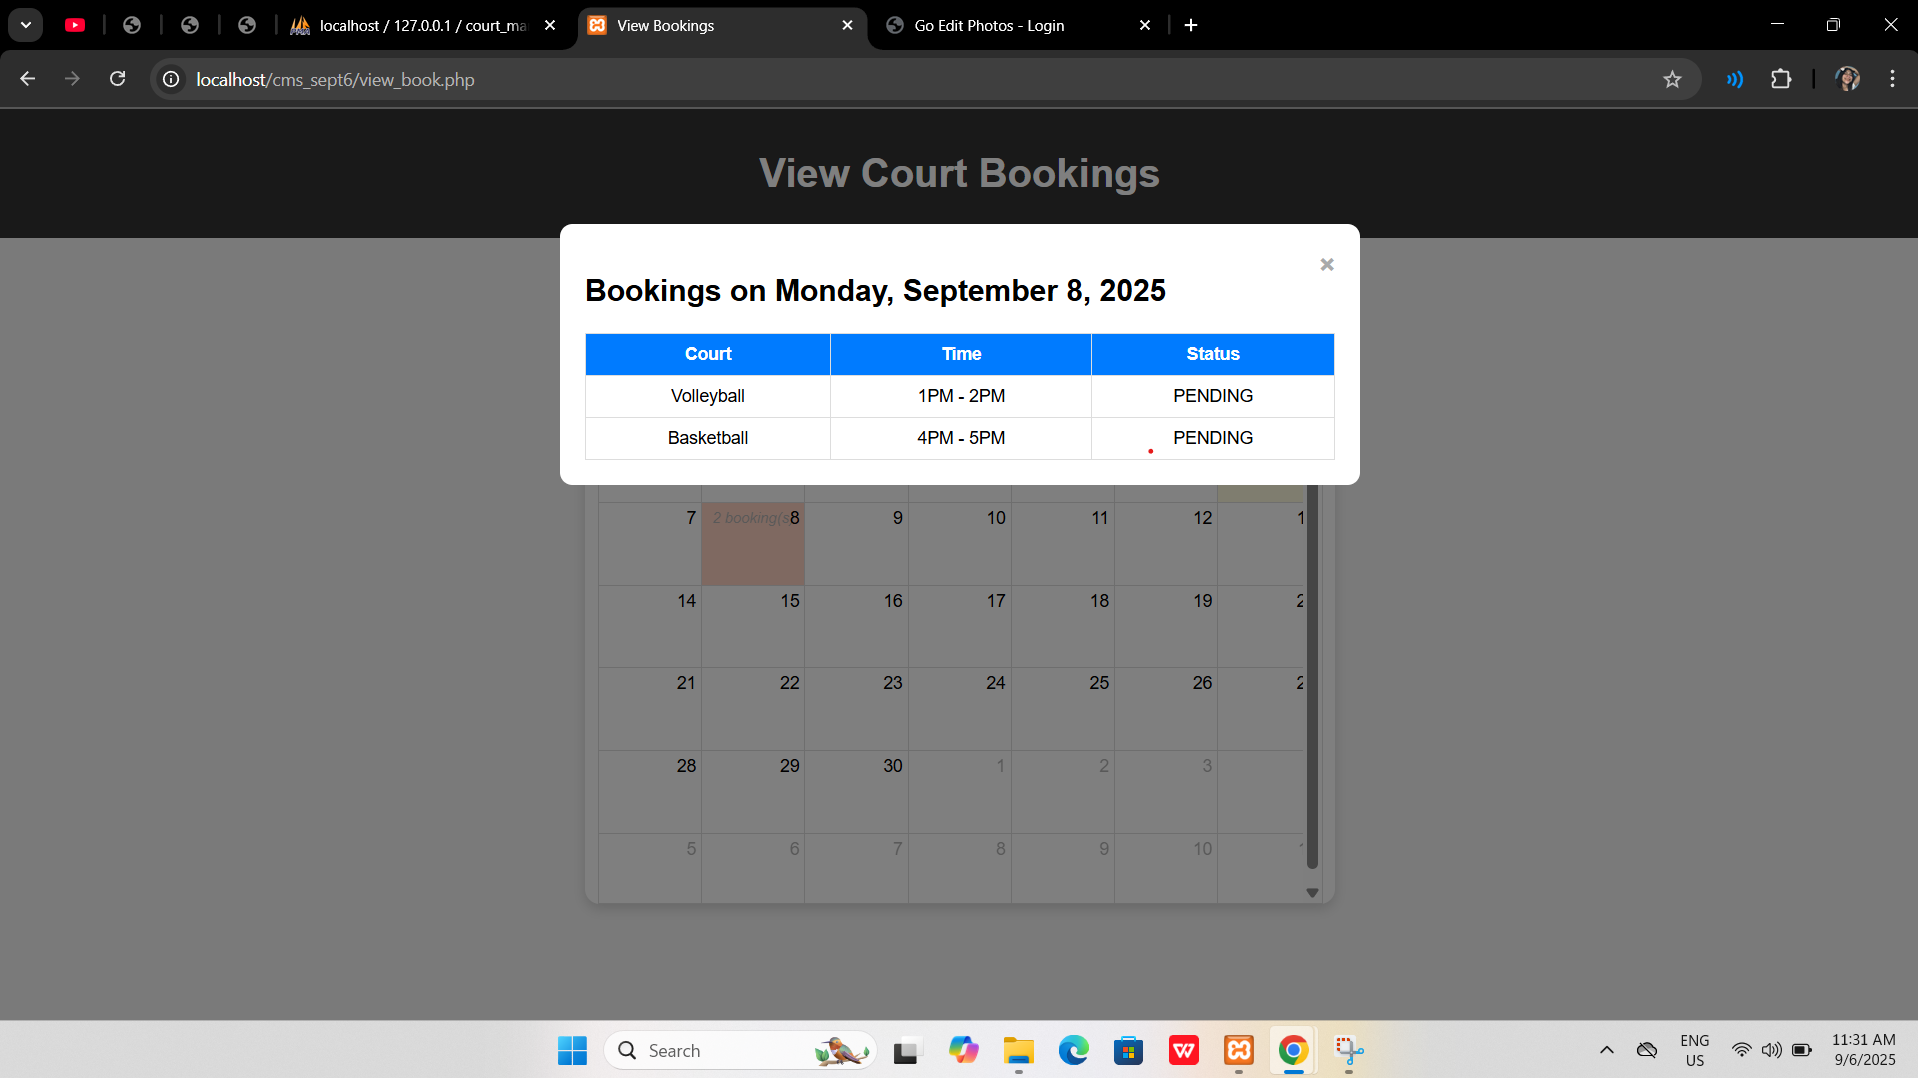 localhost / 127.0.0.1 / court_ma
View Bookings
Go Edit Photos - Login
localhost/cms_sept6/view_book.php
View Court Bookings
Bookings on Monday, September 8, 2025
Court Time Status
Volleyball 1PM - 2PM PENDING
Basketball 4PM - 5PM PENDING
7 2 booking(s 8 9 10 11 12 1
14 15 16 17 18 19 2
21 22 23 24 25 26 2
28 29 30 1 2 3
5 6 7 8 9 10
Search
ENG
US
11:31 AM
9/6/2025